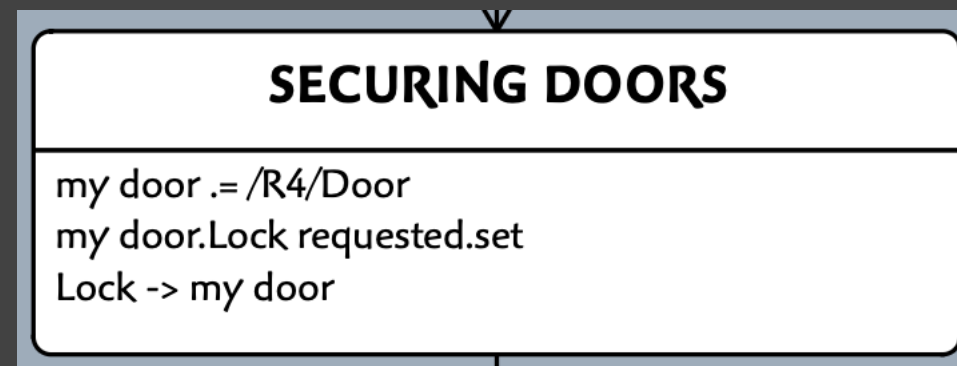 SECURING DOORS
my door .= /R4/Door
my door.Lock requested.set
Lock -> my door